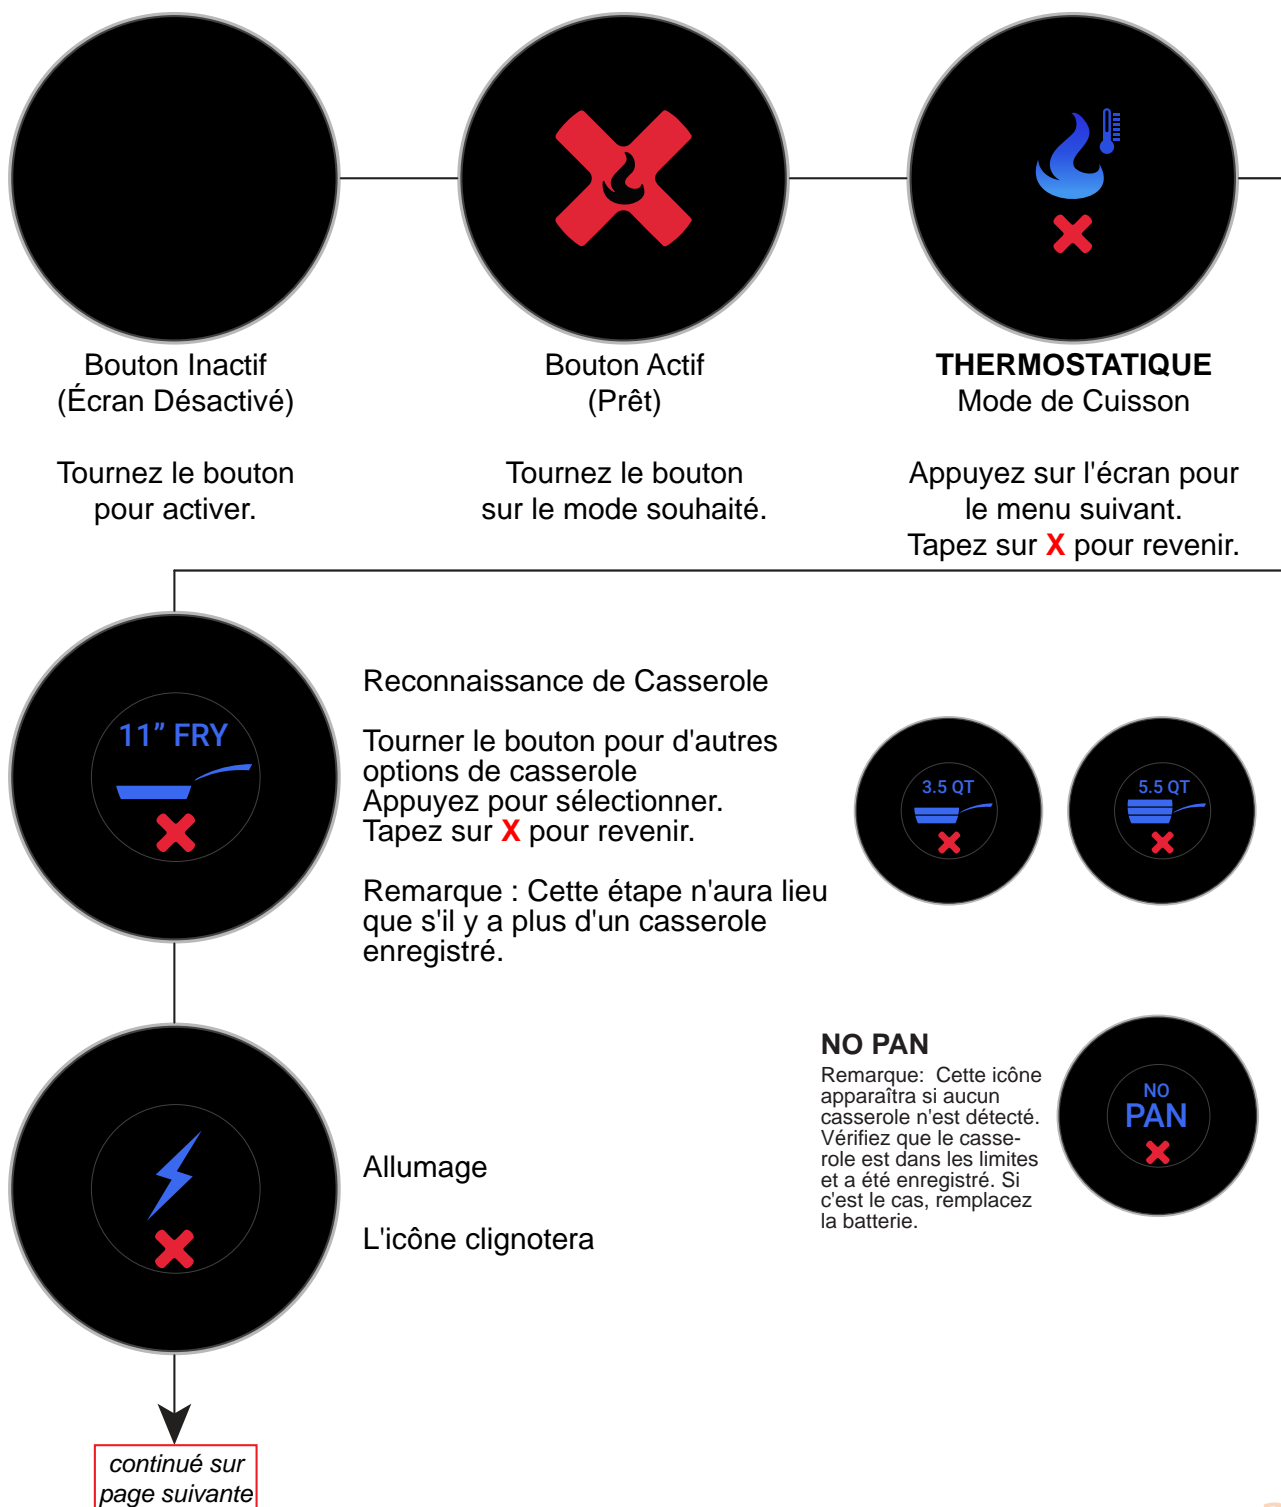 Bouton Inactif
(Écran Désactivé)
Tournez le bouton
pour activer.
Bouton Actif
(Prêt)
Tournez le bouton
sur le mode souhaité.
THERMOSTATIQUE
Mode de Cuisson
Appuyez sur l'écran pour
le menu suivant.
Tapez sur X pour revenir.
11” FRY
Reconnaissance de Casserole
Tourner le bouton pour d'autres
options de casserole
Appuyez pour sélectionner.
Tapez sur X pour revenir.
Remarque : Cette étape n'aura lieu
que s'il y a plus d'un casserole
enregistré.
3.5 QT
5.5 QT
Allumage
L'icône clignotera
NO PAN
Remarque: Cette icône
apparaîtra si aucun
casserole n'est détecté.
Vérifiez que le casse-
role est dans les limites
et a été enregistré. Si
c'est le cas, remplacez
la batterie.
NO
PAN
continué sur
page suivante